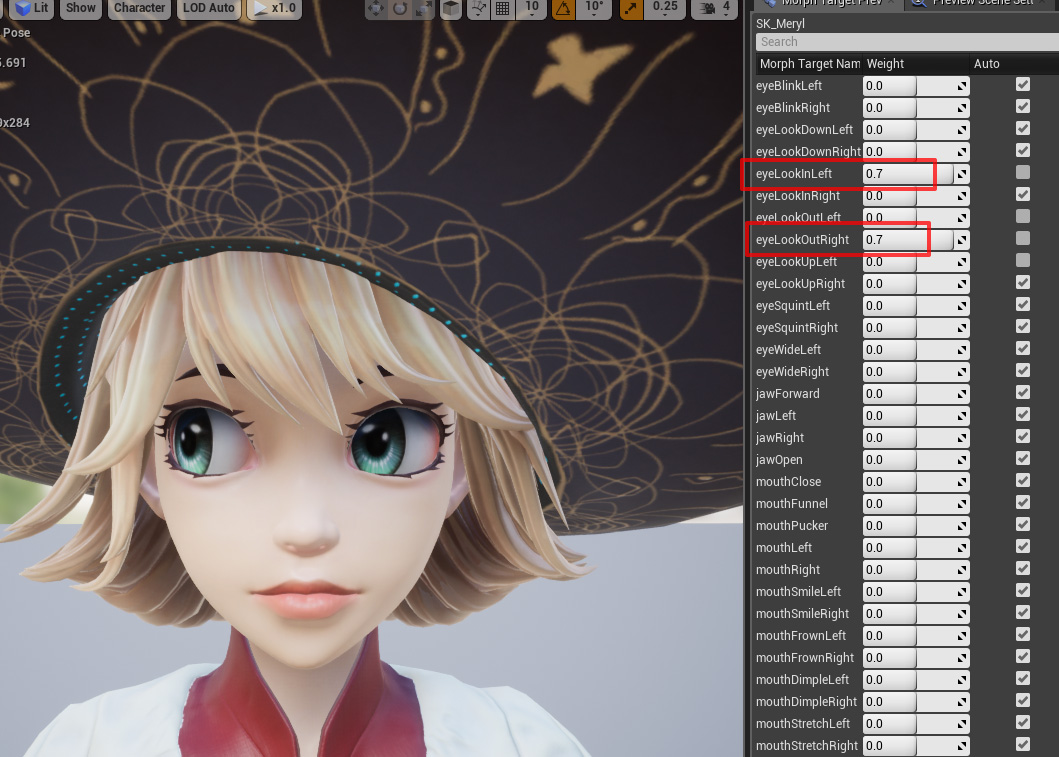 Lit Show Character LOD Auto x1.0 10 10° 0.25 4
Morph Target Prev Preview Scene Sett
Pose
5.691
0x284
SK_Meryl
Search
Morph Target Nam Weight Auto
eyeBlinkLeft 0.0
eyeBlinkRight 0.0
eyeLookDownLeft 0.0
eyeLookDownRight 0.0
eyeLookInLeft 0.7
eyeLookInRight 0.0
eyeLookOutLeft 0.0
eyeLookOutRight 0.7
eyeLookUpLeft 0.0
eyeLookUpRight 0.0
eyeSquintLeft 0.0
eyeSquintRight 0.0
eyeWideLeft 0.0
eyeWideRight 0.0
jawForward 0.0
jawLeft 0.0
jawRight 0.0
jawOpen 0.0
mouthClose 0.0
mouthFunnel 0.0
mouthPucker 0.0
mouthLeft 0.0
mouthRight 0.0
mouthSmileLeft 0.0
mouthSmileRight 0.0
mouthFrownLeft 0.0
mouthFrownRight 0.0
mouthDimpleLeft 0.0
mouthDimpleRight 0.0
mouthStretchLeft 0.0
mouthStretchRight 0.0